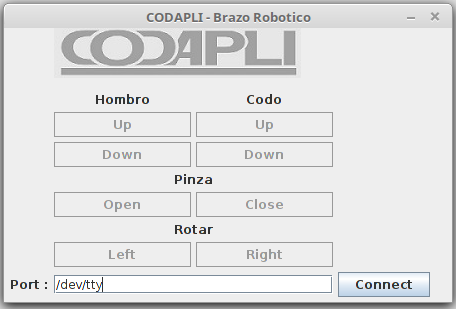 CODAPLI - Brazo Robotico
CODAPLI
Hombro Codo
Up Up
Down Down
Pinza
Open Close
Rotar
Left Right
Port : /dev/tty Connect